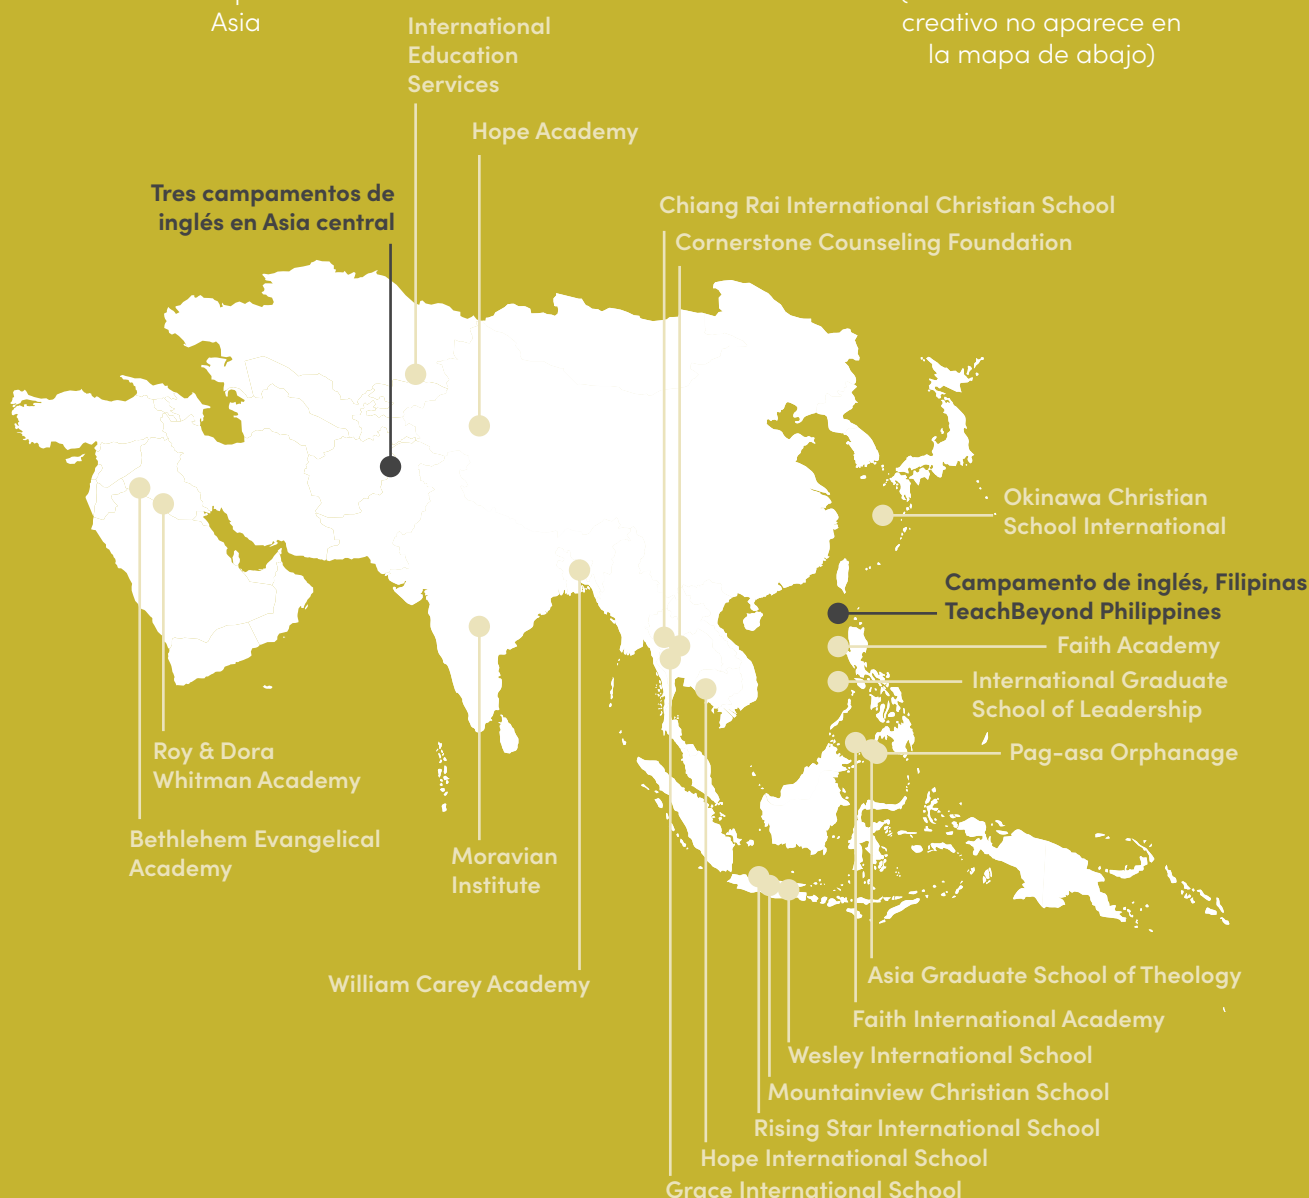 Asia
creativo no aparece en
la mapa de abajo)
International
Education
Services
Hope Academy
Tres campamentos de
inglés en Asia central
Chiang Rai International Christian School
Cornerstone Counseling Foundation
Okinawa Christian
School International
Campamento de inglés, Filipinas
TeachBeyond Philippines
Faith Academy
International Graduate
School of Leadership
Pag-asa Orphanage
Roy & Dora
Whitman Academy
Bethlehem Evangelical
Academy
Moravian
Institute
William Carey Academy
Asia Graduate School of Theology
Faith International Academy
Wesley International School
Mountainview Christian School
Rising Star International School
Hope International School
Grace International School